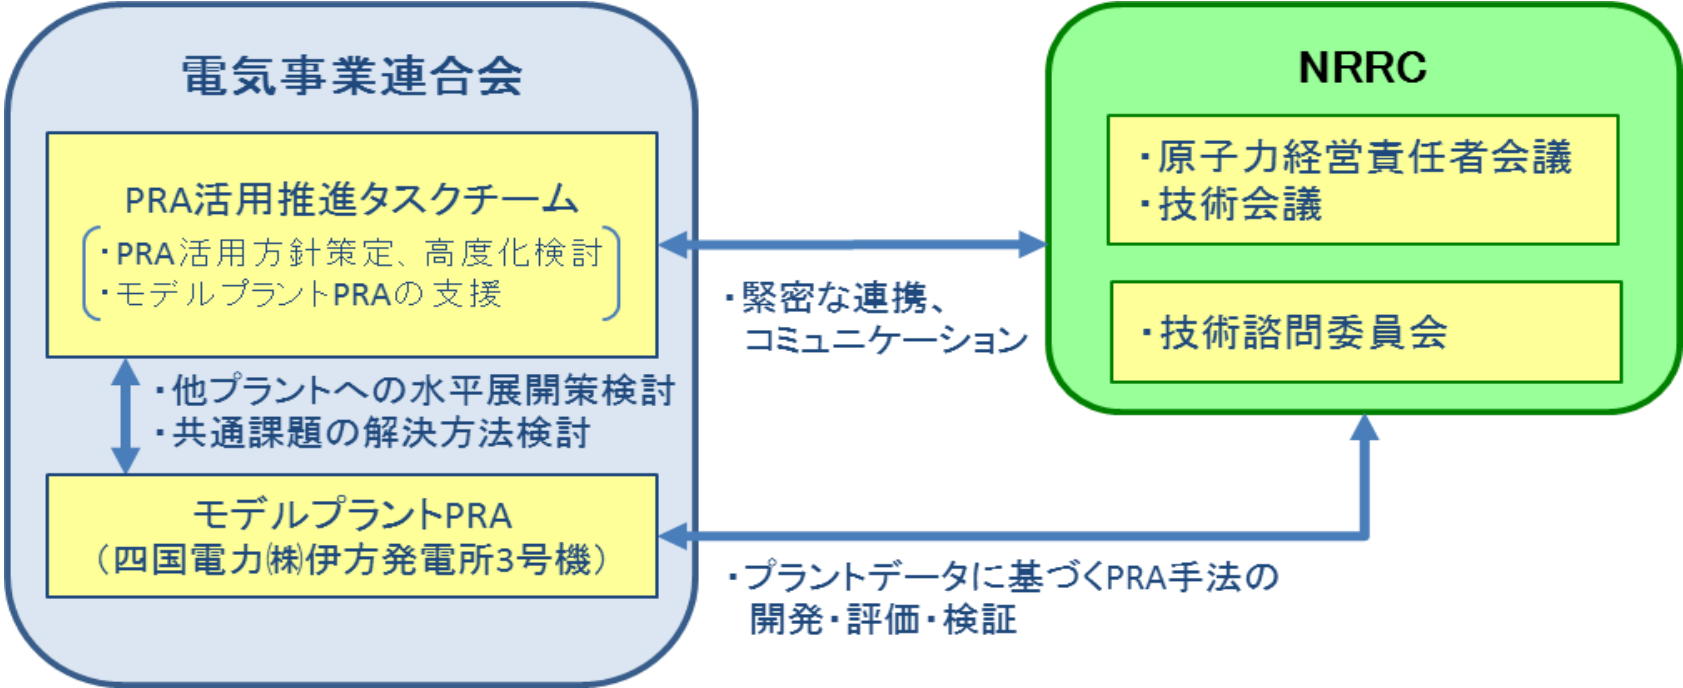 電気事業連合会
PRA活用推進タスクチーム
・PRA活用方針策定、高度化検討
・モデルプラントPRAの支援
・他プラントへの水平展開策検討
・共通課題の解決方法検討
モデルプラントPRA
（四国電力㈱伊方発電所3号機）
・緊密な連携、
コミュニケーション
NRRC
・原子力経営責任者会議
・技術会議
・技術諮問委員会
・プラントデータに基づくPRA手法の
開発・評価・検証